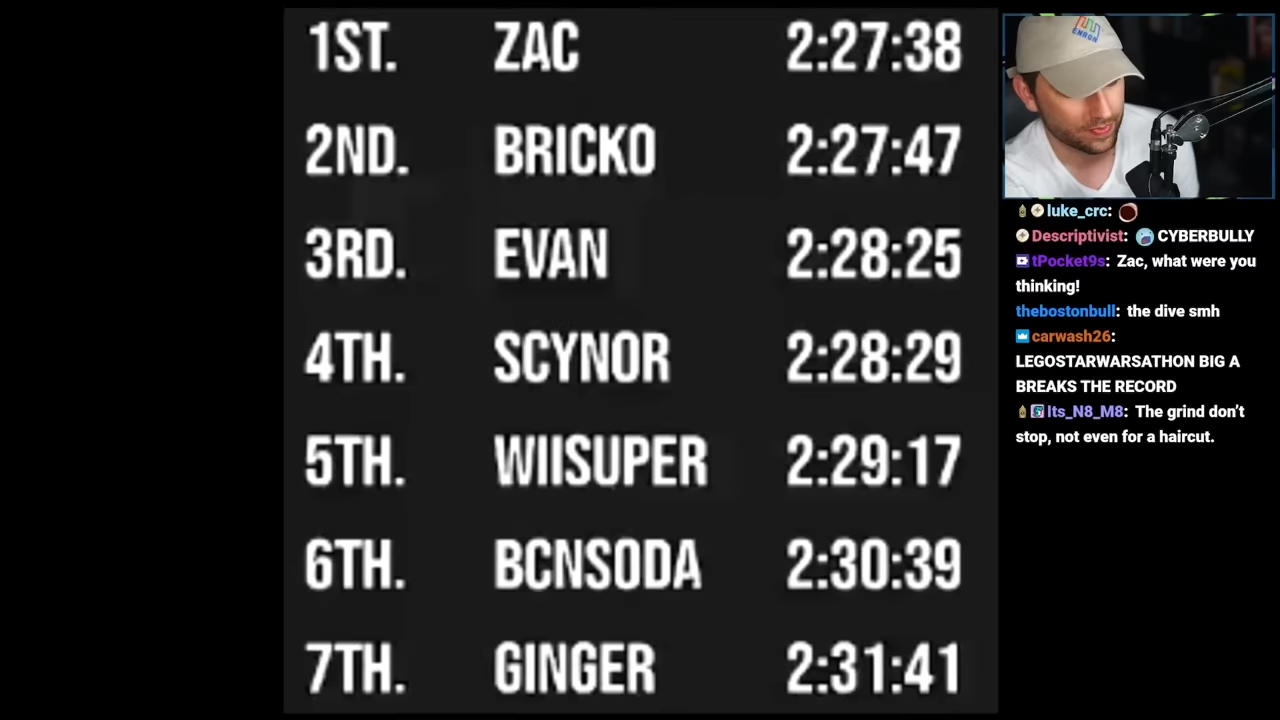 1ST. ZAC 2:27:38
2ND. BRICKO 2:27:47
3RD. EVAN 2:28:25
4TH. SCYNOR 2:28:29
5TH. WIISUPER 2:29:17
6TH. BCNSODA 2:30:39
7TH. GINGER 2:31:41
ENRON
luke_crc:
Descriptivist: CYBERBULLY
tPocket9s: Zac, what were you
thinking!
thebostonbull: the dive smh
carwash26:
LEGOSTARWARSATHON BIG A
BREAKS THE RECORD
Its_N8_M8: The grind don't
stop, not even for a haircut.